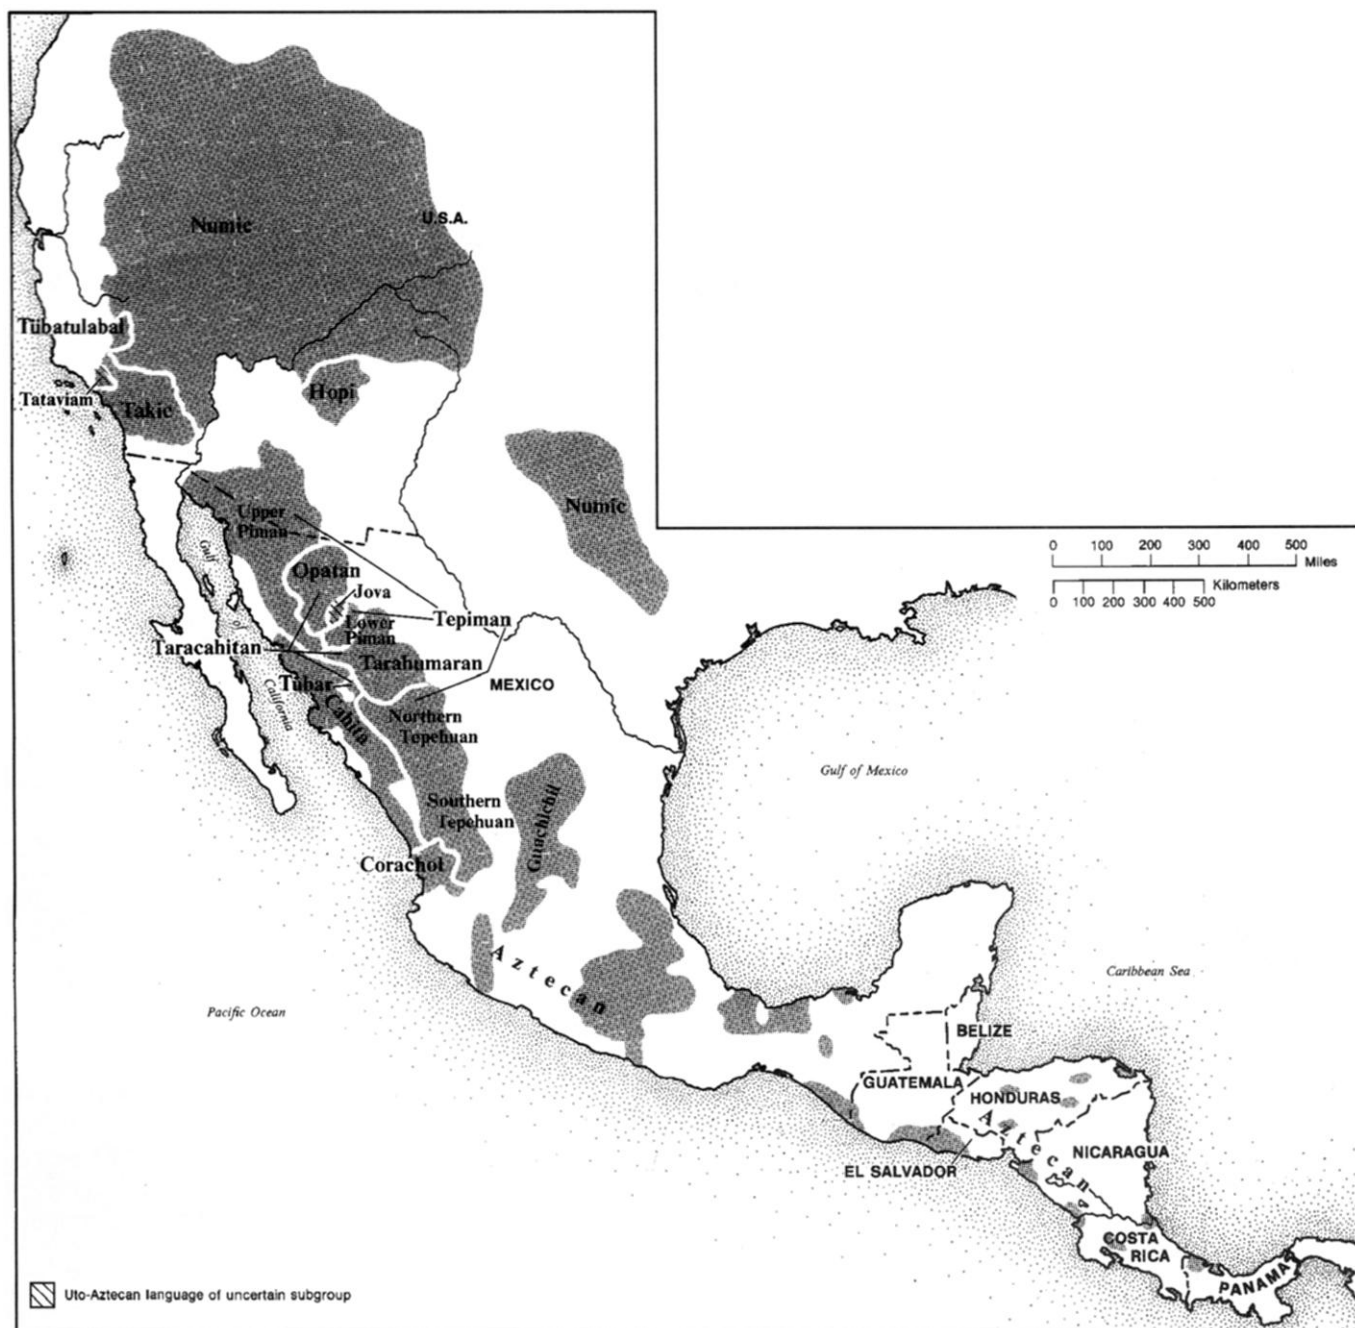 Numic
U.S.A.
Tübatulabal
Tataviam
Takic
Hopi
Numic
Upper
Piman
Gulf
of
California
Opatan
Jova
Lower
Piman
Tepiman
Taracahitan
Tarahumaran
Tubar
MEXICO
Cahita
Northern
Tepehuan
Southern
Tepehuan
Guachichil
Corachol
Aztecan
0 100 200 300 400 500
Miles
Kilometers
0 100 200 300 400 500
Gulf of Mexico
Caribbean Sea
Pacific Ocean
BELIZE
GUATEMALA
HONDURAS
Aztecan
NICARAGUA
EL SALVADOR
COSTA
RICA
PANAMA
Uto-Aztecan language of uncertain subgroup